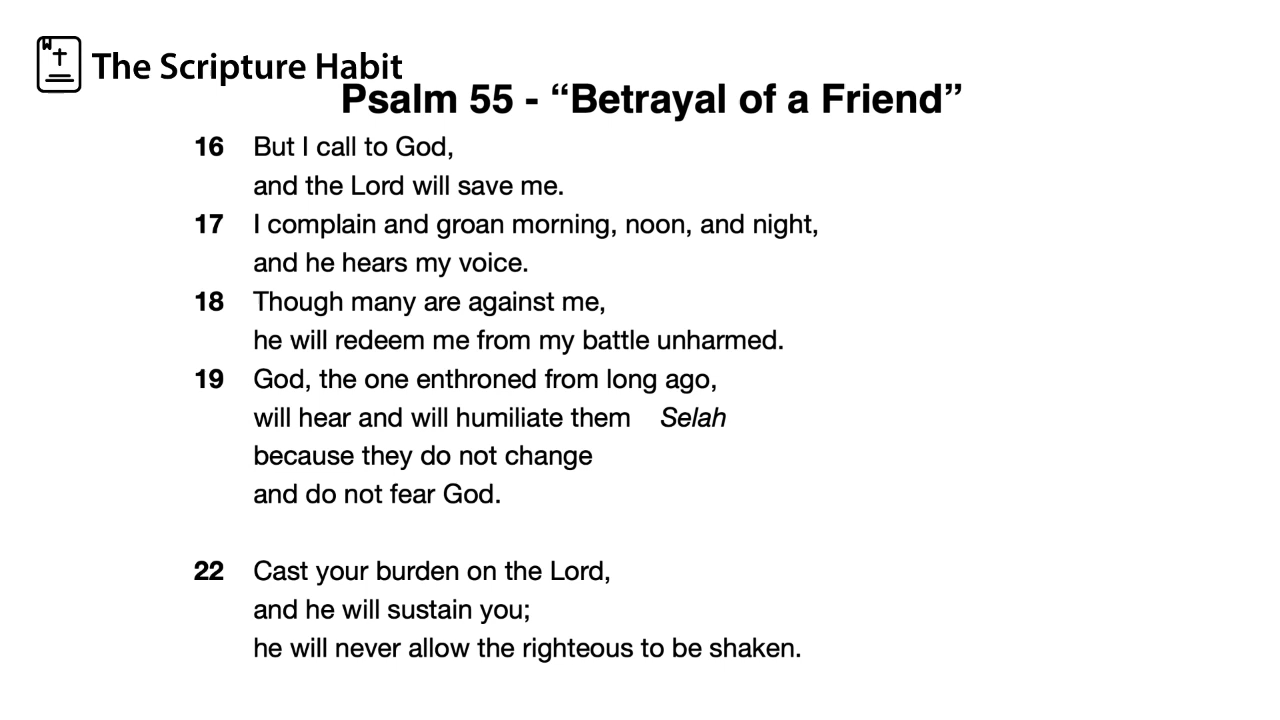 The Scripture Habit
Psalm 55 - “Betrayal of a Friend”
16 But I call to God,
and the Lord will save me.
17 I complain and groan morning, noon, and night,
and he hears my voice.
18 Though many are against me,
he will redeem me from my battle unharmed.
19 God, the one enthroned from long ago,
will hear and will humiliate them Selah
because they do not change
and do not fear God.
22 Cast your burden on the Lord,
and he will sustain you;
he will never allow the righteous to be shaken.